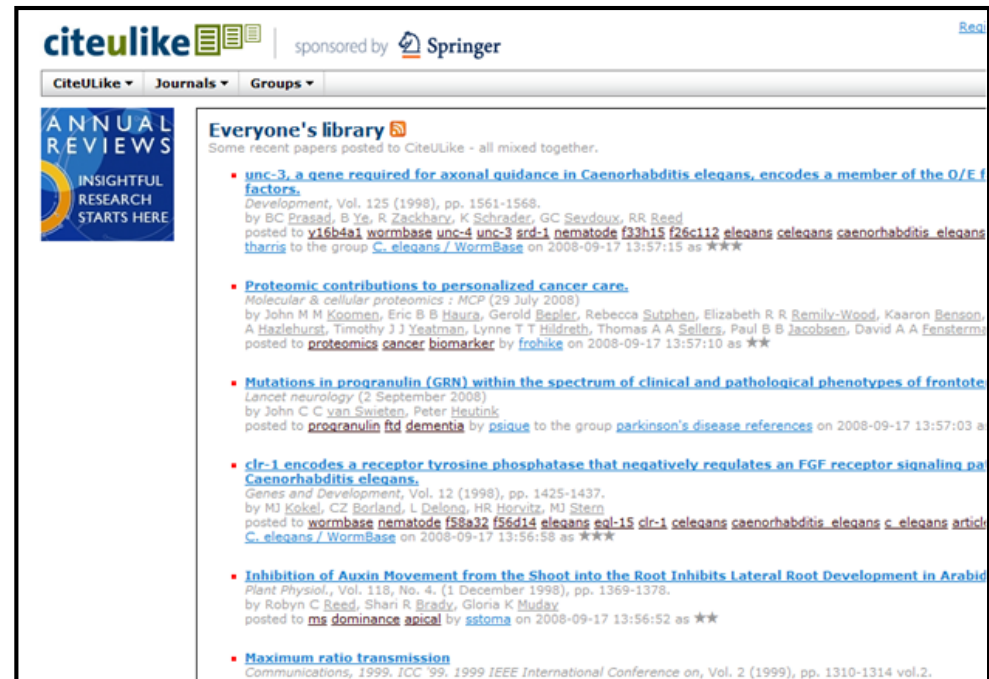 citeulike sponsored by Springer
Regi
CiteULike Journals Groups
ANNUAL
REVIEWS
INSIGHTFUL
RESEARCH
STARTS HERE
Everyone's library
Some recent papers posted to CiteULike - all mixed together.
unc-3, a gene required for axonal guidance in Caenorhabditis elegans, encodes a member of the O/E f
factors.
Development, Vol. 125 (1998), pp. 1561-1568.
by BC Prasad, B Ye, R Zackhary, K Schrader, GC Seydoux, RR Reed
posted to y16b4a1 wormbase unc-4 unc-3 srd-1 nematode f33h15 f26c112 elegans celegans caenorhabditis_elegans
tharris to the group C. elegans / WormBase on 2008-09-17 13:57:15 as ★★★
Proteomic contributions to personalized cancer care.
Molecular & cellular proteomics : MCP (29 July 2008)
by John M M Koomen, Eric B B Haura, Gerold Bepler, Rebecca Sutphen, Elizabeth R R Remily-Wood, Kaaron Benson,
A Hazlehurst, Timothy J J Yeatman, Lynne T T Hildreth, Thomas A A Sellers, Paul B B Jacobsen, David A A Fensterma
posted to proteomics cancer biomarker by frohike on 2008-09-17 13:57:10 as ★★
Mutations in progranulin (GRN) within the spectrum of clinical and pathological phenotypes of frontote
Lancet neurology (2 September 2008)
by John C C van Swieten, Peter Heutink
posted to progranulin ftd dementia by psique to the group parkinson's disease references on 2008-09-17 13:57:03 a
clr-1 encodes a receptor tyrosine phosphatase that negatively regulates an FGF receptor signaling pa
Caenorhabditis elegans.
Genes and Development, Vol. 12 (1998), pp. 1425-1437.
by MJ Kokel, CZ Borland, L Delong, HR Horvitz, MJ Stern
posted to wormbase nematode f58a32 f56d14 elegans egl-15 clr-1 celegans caenorhabditis_elegans c_elegans articl
C. elegans / WormBase on 2008-09-17 13:56:58 as ★★★
Inhibition of Auxin Movement from the Shoot into the Root Inhibits Lateral Root Development in Arabid
Plant Physiol., Vol. 118, No. 4. (1 December 1998), pp. 1369-1378.
by Robyn C Reed, Shari R Brady, Gloria K Muday
posted to ms dominance apical by sstoma on 2008-09-17 13:56:52 as ★★
Maximum ratio transmission
Communications, 1999. ICC '99. 1999 IEEE International Conference on, Vol. 2 (1999), pp. 1310-1314 vol.2.